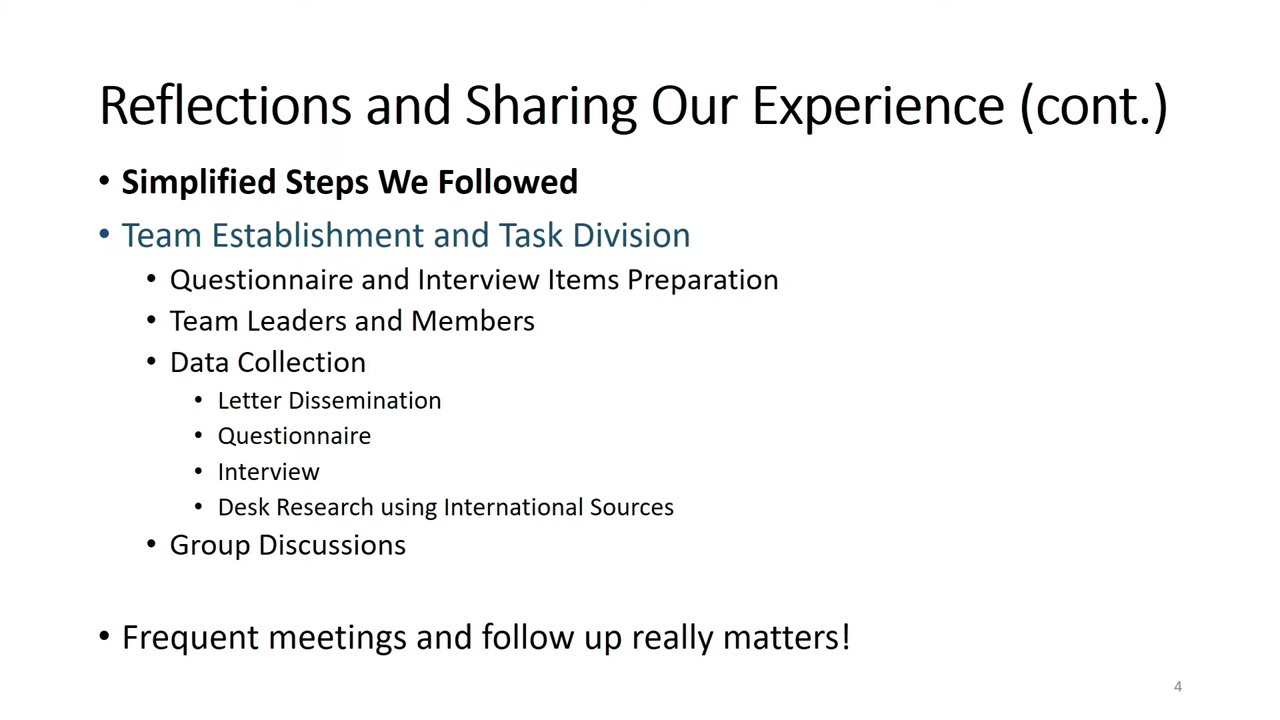 Reflections and Sharing Our Experience (cont.)
• Simplified Steps We Followed
• Team Establishment and Task Division
• Questionnaire and Interview Items Preparation
• Team Leaders and Members
• Data Collection
• Letter Dissemination
• Questionnaire
• Interview
• Desk Research using International Sources
• Group Discussions
• Frequent meetings and follow up really matters!
4